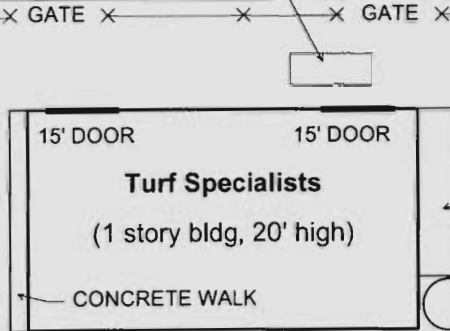 GATE GATE
15' DOOR 15' DOOR
Turf Specialists
(1 story bldg, 20' high)
CONCRETE WALK